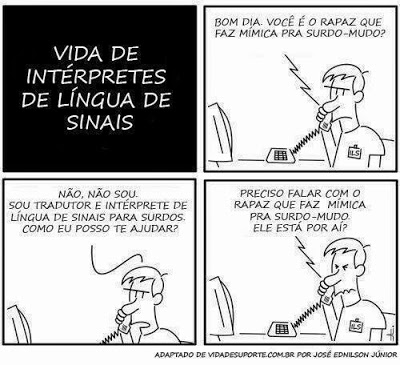 VIDA DE
INTÉRPRETES
DE LÍNGUA DE
SINAIS
BOM DIA. VOCÊ É O RAPAZ QUE
FAZ MÍMICA PRA SURDO-MUDO?
ILS
NÃO, NÃO SOU.
SOU TRADUTOR E INTÉRPRETE DE
LÍNGUA DE SINAIS PARA SURDOS.
COMO EU POSSO TE AJUDAR?
PRECISO FALAR COM O
RAPAZ QUE FAZ MÍMICA
PRA SURDO-MUDO.
ELE ESTÁ POR AÍ?
ILS
ADAPTADO DE VIDADESUPORTE.COM.BR POR JOSÉ EDNILSON JÚNIOR